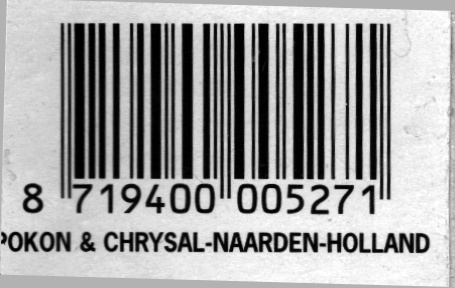 8 719400 005271
POKON & CHRYSAL-NAARDEN-HOLLAND